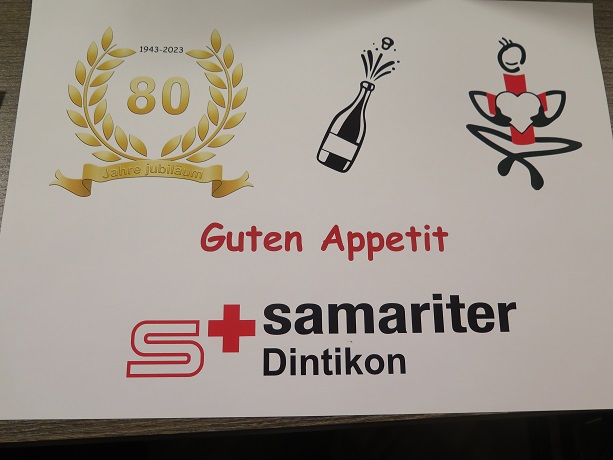 1943-2023
80
Jahre jubiläum
Guten Appetit
s+ samariter
Dintikon